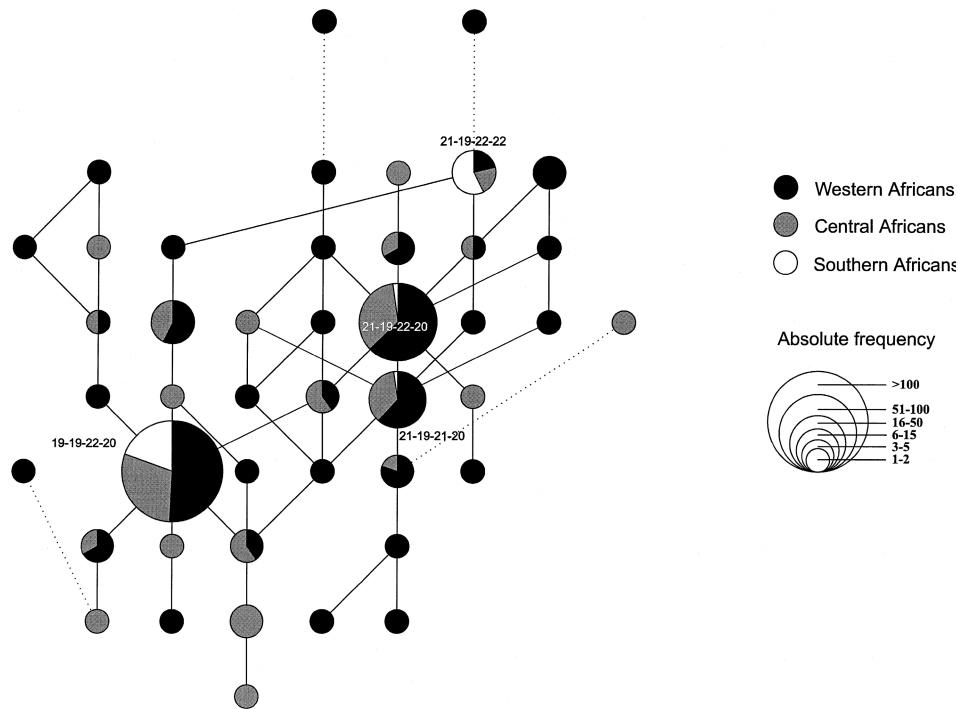 21-19-22-22
Western Africans
Central Africans
Southern Africans
21-19-22-20
Absolute frequency
>100
51-100
16-50
6-15
3-5
1-2
19-19-22-20
21-19-21-20